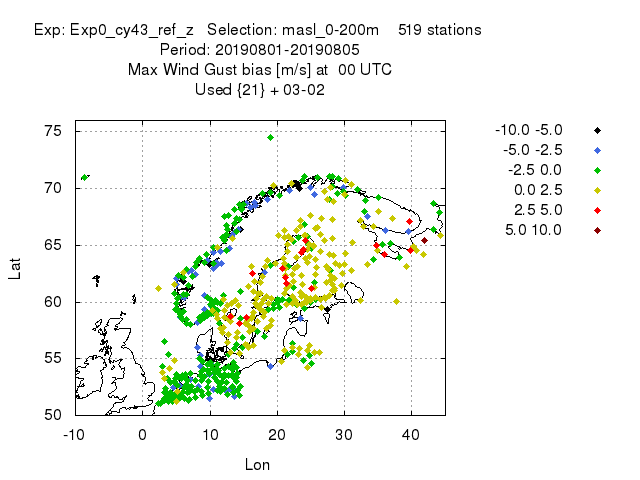 Exp: Exp0_cy43_ref_z   Selection: masl_0-200m    519 stations
Period: 20190801-20190805
Max Wind Gust bias [m/s] at  00 UTC
Used {21} + 03-02
-10.0 -5.0
-5.0 -2.5
-2.5 0.0
0.0 2.5
2.5 5.0
5.0 10.0
75
70
65
60
55
50
Lat
-10 0 10 20 30 40
Lon